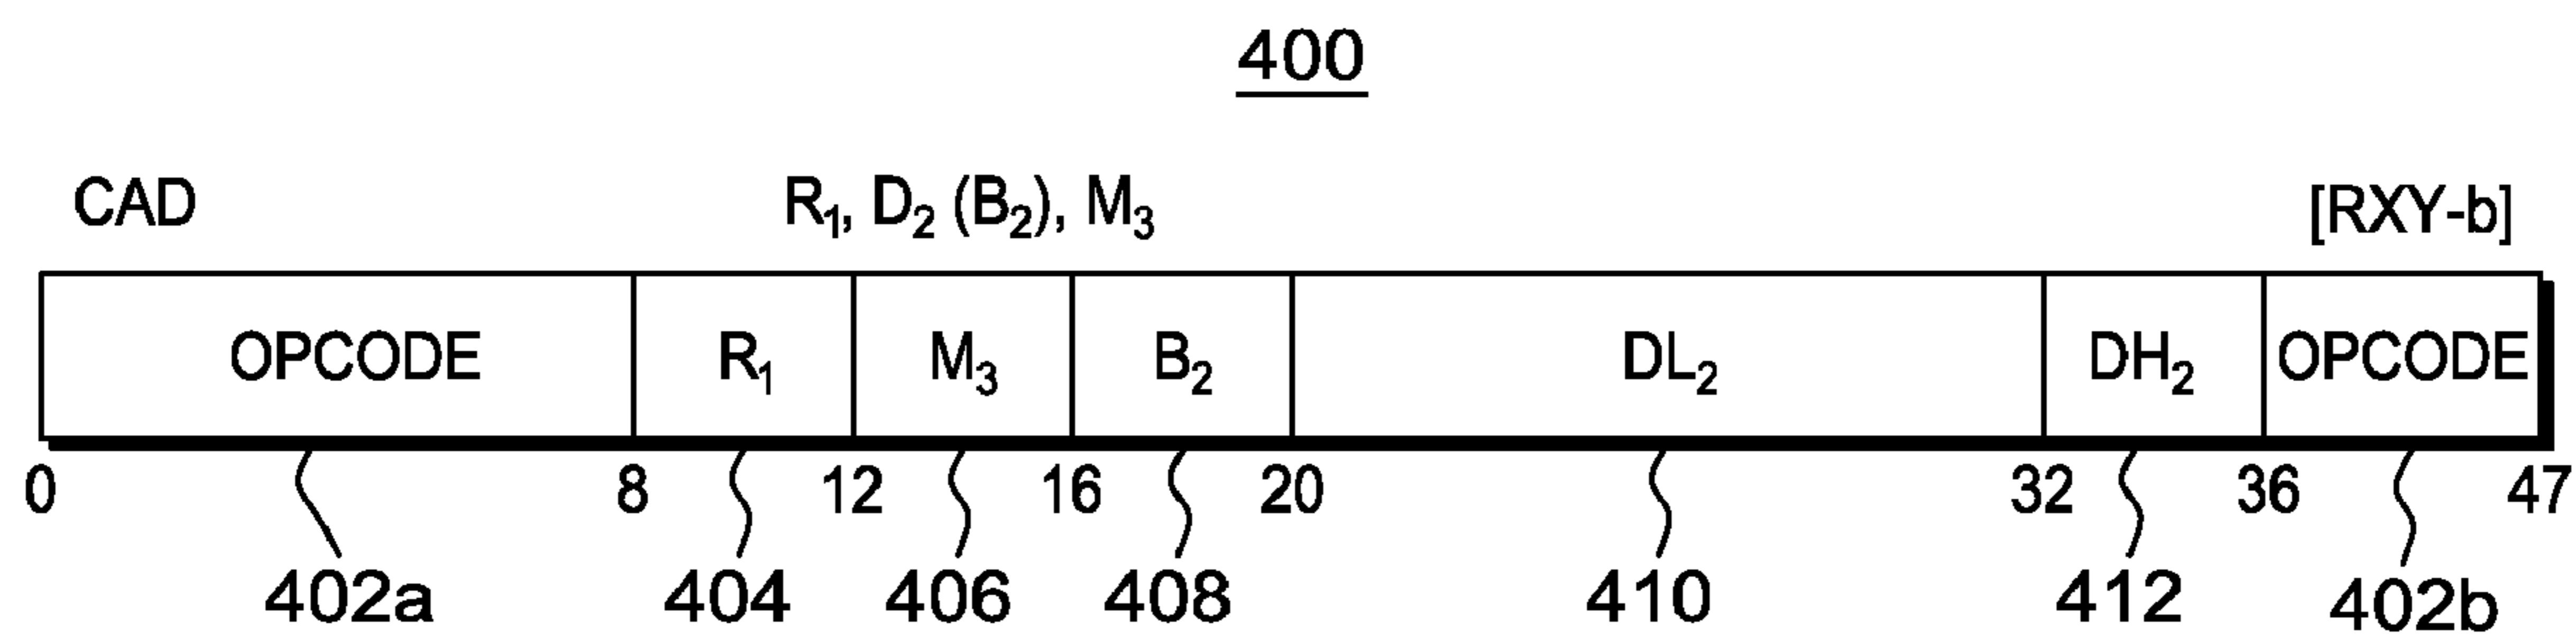 400
CAD R₁, D₂ (B₂), M₃ [RXY-b]
OPCODE R₁ M₃ B₂ DL₂ DH₂ OPCODE
0 8 12 16 20 32 36 47
402a 404 406 408 410 412 402b